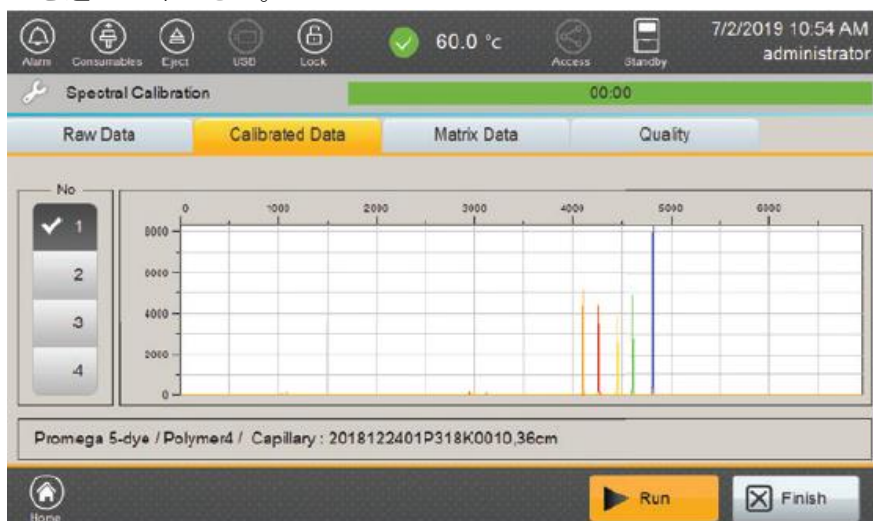 7/2/2019 10:54 AM
60.0 °c
administrator
Alarm Consumables Eject USB Lock Access Standby
Spectral Calibration 00:00
Raw Data Calibrated Data Matrix Data Quality
No
0 1000 2000 3000 4000 5000 6000
1
2
3
4
8000
6000
4000
2000
0
Promega 5-dye / Polymer4 / Capillary : 2018122401P318K0010,36cm
Run Finish
Home